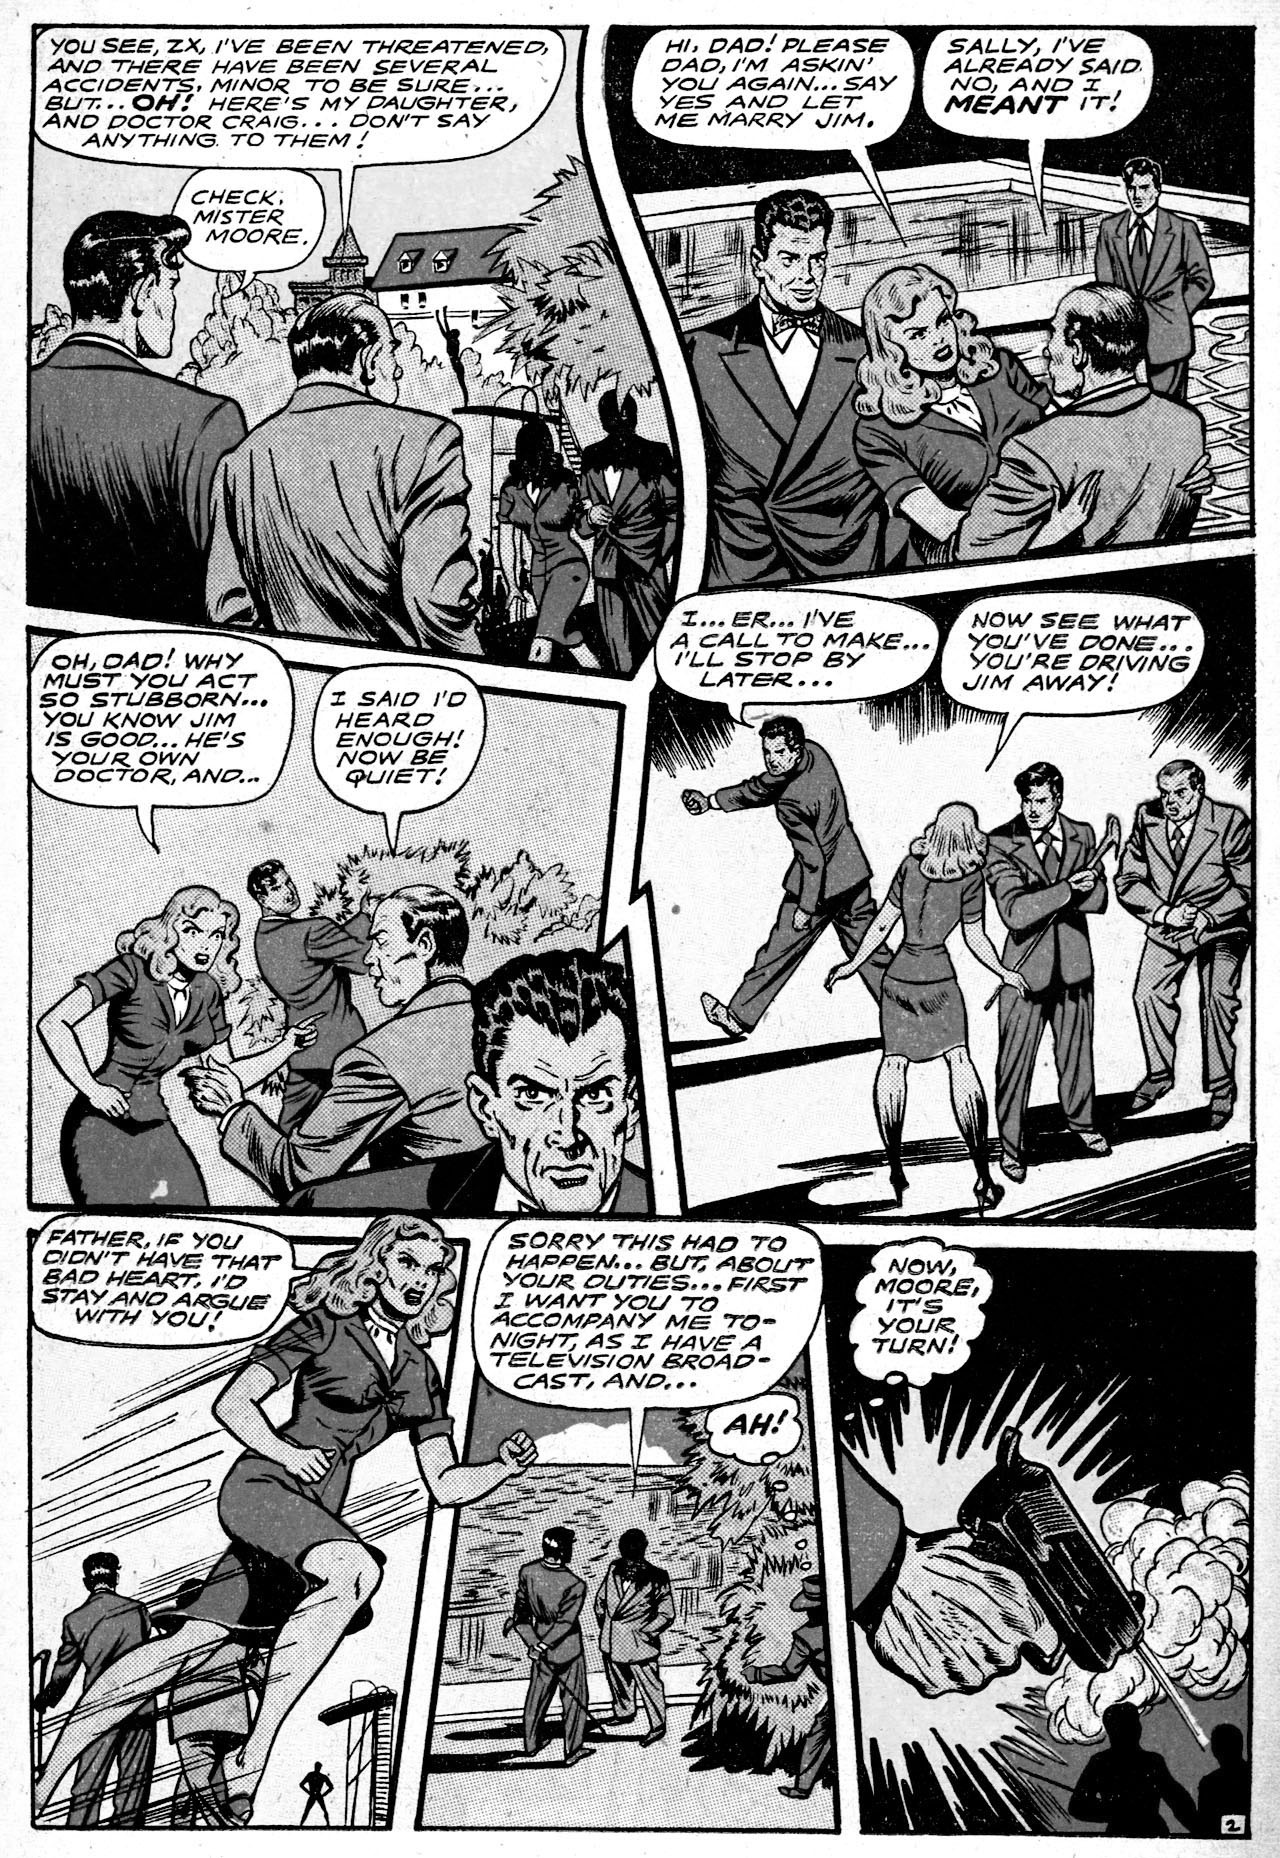 YOU SEE, ZX, I'VE BEEN THREATENED,
AND THERE HAVE BEEN SEVERAL
ACCIDENTS, MINOR TO BE SURE...
BUT... OH! HERE'S MY DAUGHTER,
AND DOCTOR CRAIG... DON'T SAY
ANYTHING TO THEM!
CHECK,
MISTER
MOORE.
HI, DAD! PLEASE
DAD, I'M ASKIN'
YOU AGAIN... SAY
YES AND LET
ME MARRY JIM.
SALLY, I'VE
ALREADY SAID
NO, AND I
MEANT IT!
OH, DAD! WHY
MUST YOU ACT
SO STUBBORN...
YOU KNOW JIM
IS GOOD... HE'S
YOUR OWN
DOCTOR, AND...
I SAID I'D
HEARD
ENOUGH!
NOW BE
QUIET!
I... ER... I'VE
A CALL TO MAKE...
I'LL STOP BY
LATER...
NOW SEE WHAT
YOU'VE DONE...
YOU'RE DRIVING
JIM AWAY!
FATHER, IF YOU
DIDN'T HAVE THAT
BAD HEART, I'D
STAY AND ARGUE
WITH YOU!
SORRY THIS HAD TO
HAPPEN... BUT, ABOUT
YOUR DUTIES... FIRST
I WANT YOU TO
ACCOMPANY ME TO-
NIGHT, AS I HAVE A
TELEVISION BROAD-
CAST, AND...
AH!
NOW,
MOORE,
IT'S
YOUR
TURN!
2